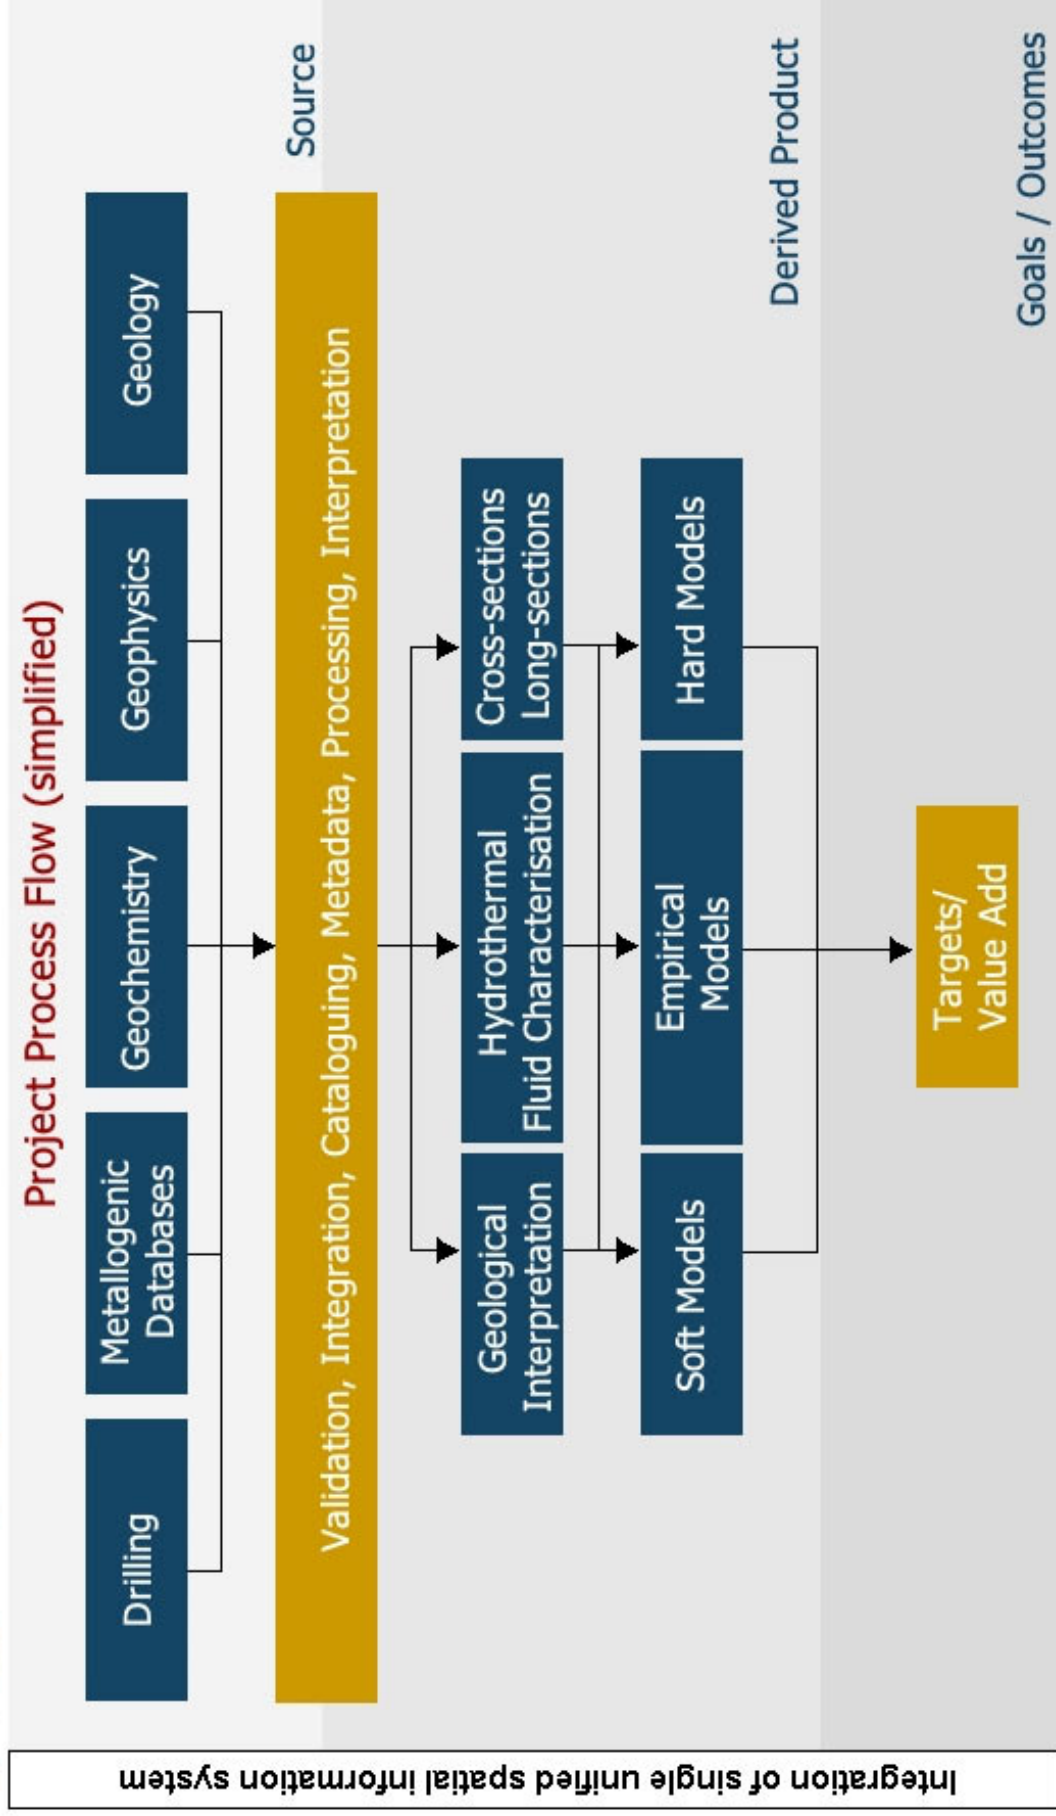 Project Process Flow (simplified)
Drilling
Metallogenic
Databases
Geochemistry
Geophysics
Geology
Source
Validation, Integration, Cataloguing, Metadata, Processing, Interpretation
Geological
Interpretation
Hydrothermal
Fluid Characterisation
Cross-sections
Long-sections
Soft Models
Empirical
Models
Hard Models
Derived Product
Targets/
Value Add
Goals / Outcomes
Integration of single unified spatial information system